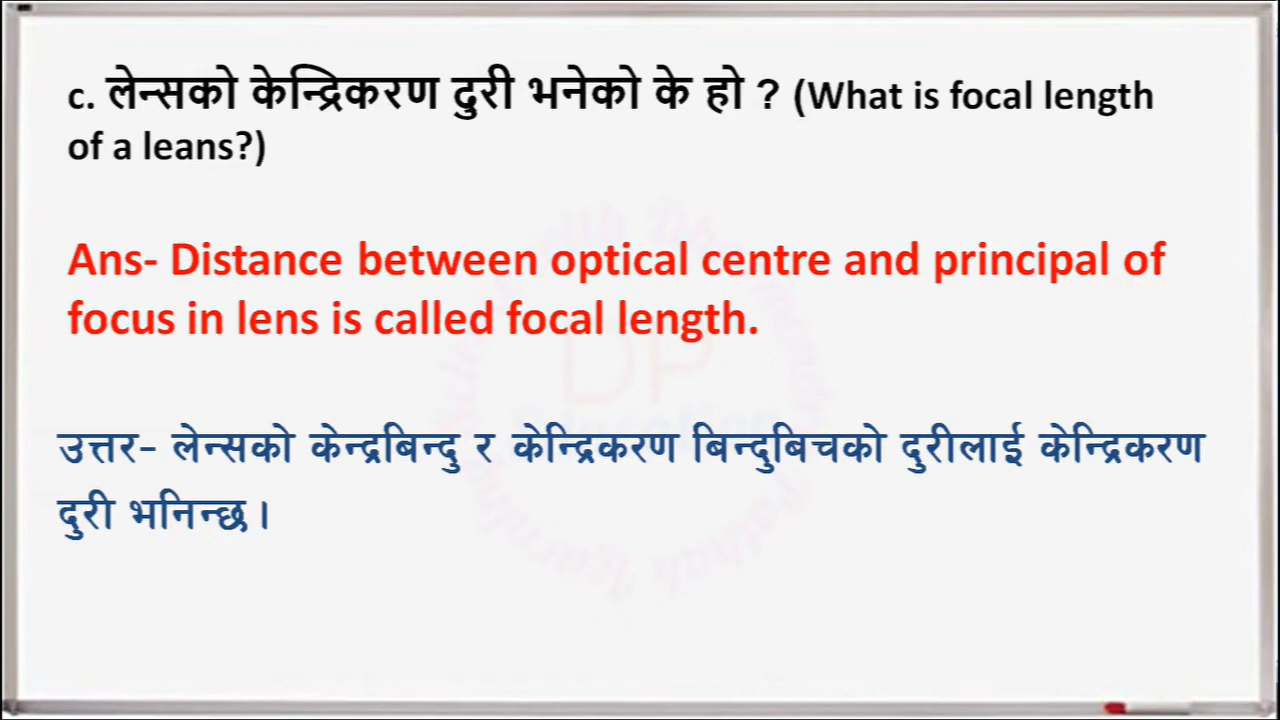 c. लेन्सको केन्द्रिकरण दुरी भनेको के हो ? (What is focal length
of a leans?)
Ans- Distance between optical centre and principal of
focus in lens is called focal length.
उत्तर- लेन्सको केन्द्रबिन्दु र केन्द्रिकरण बिन्दुबिचको दुरीलाई केन्द्रिकरण
दुरी भनिन्छ ।